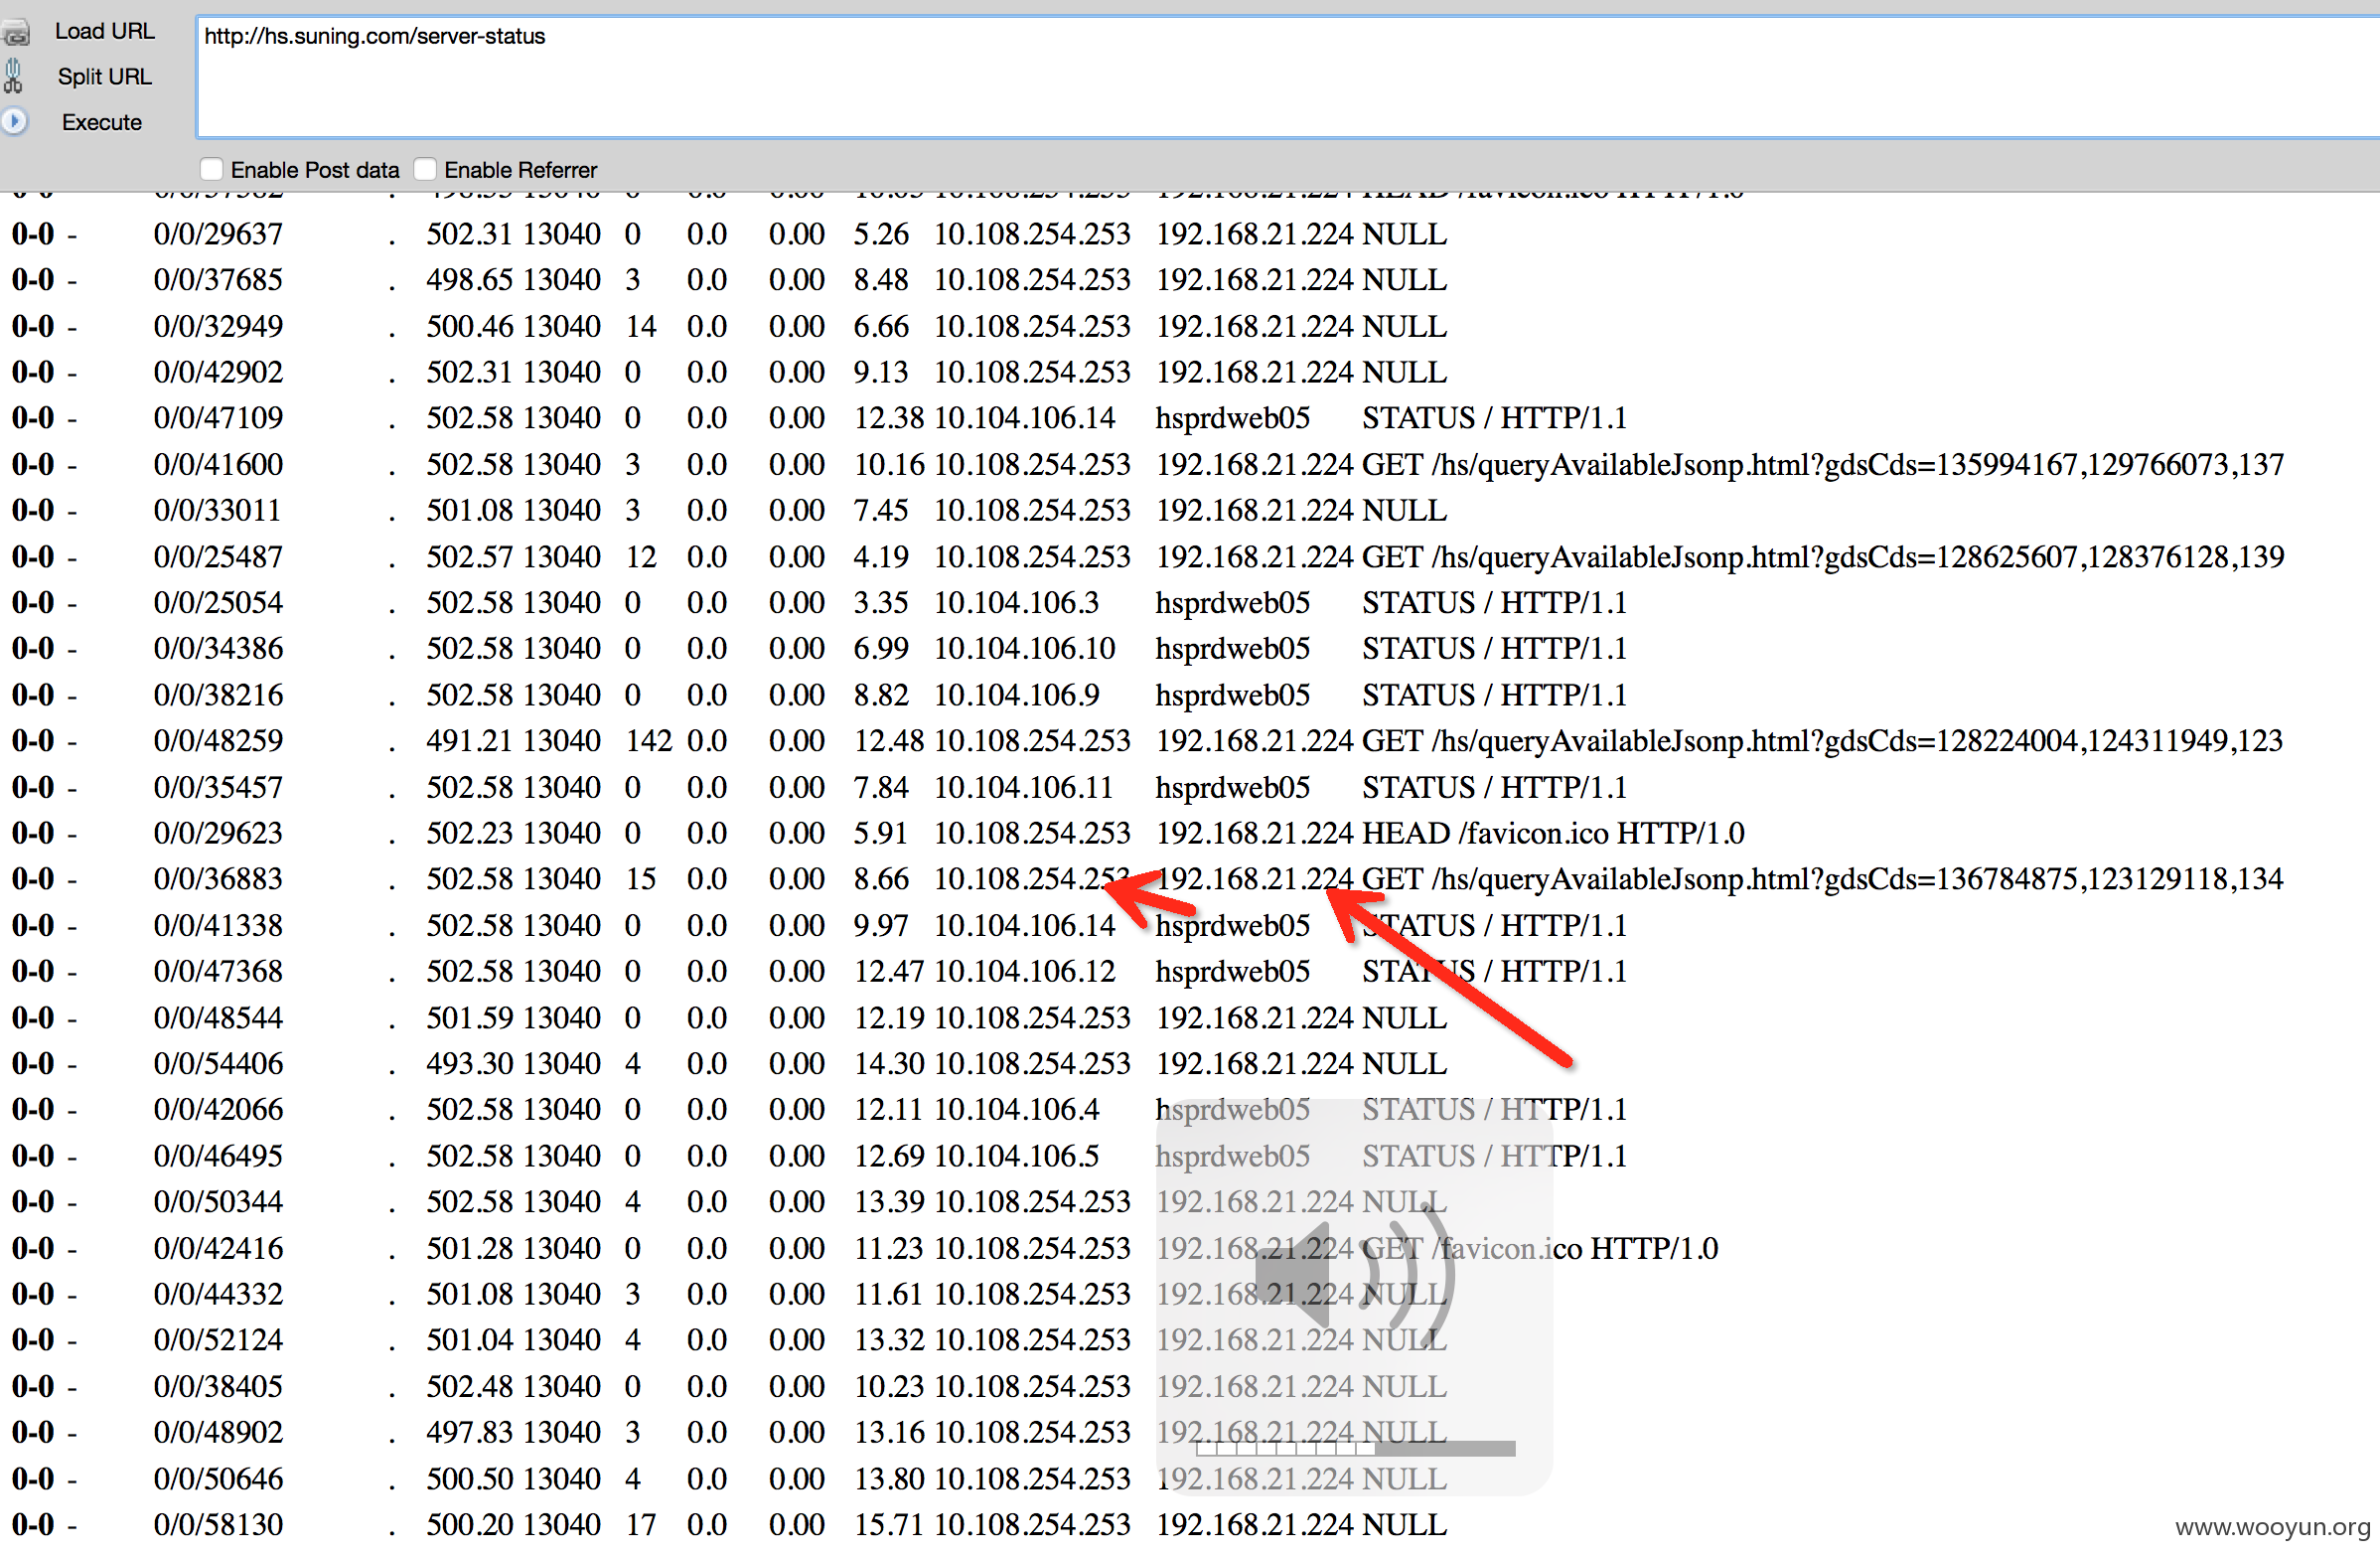 Load URL
http://hs.suning.com/server-status
Split URL
Execute
Enable Post data Enable Referrer
0-0 - 0/0/29637 . 502.31 13040 0 0.0 0.00 5.26 10.108.254.253 192.168.21.224 NULL
0-0 - 0/0/37685 . 498.65 13040 3 0.0 0.00 8.48 10.108.254.253 192.168.21.224 NULL
0-0 - 0/0/32949 . 500.46 13040 14 0.0 0.00 6.66 10.108.254.253 192.168.21.224 NULL
0-0 - 0/0/42902 . 502.31 13040 0 0.0 0.00 9.13 10.108.254.253 192.168.21.224 NULL
0-0 - 0/0/47109 . 502.58 13040 0 0.0 0.00 12.38 10.104.106.14 hsprdweb05 STATUS / HTTP/1.1
0-0 - 0/0/41600 . 502.58 13040 3 0.0 0.00 10.16 10.108.254.253 192.168.21.224 GET /hs/queryAvailableJsonp.html?gdsCds=135994167,129766073,137
0-0 - 0/0/33011 . 501.08 13040 3 0.0 0.00 7.45 10.108.254.253 192.168.21.224 NULL
0-0 - 0/0/25487 . 502.57 13040 12 0.0 0.00 4.19 10.108.254.253 192.168.21.224 GET /hs/queryAvailableJsonp.html?gdsCds=128625607,128376128,139
0-0 - 0/0/25054 . 502.58 13040 0 0.0 0.00 3.35 10.104.106.3 hsprdweb05 STATUS / HTTP/1.1
0-0 - 0/0/34386 . 502.58 13040 0 0.0 0.00 6.99 10.104.106.10 hsprdweb05 STATUS / HTTP/1.1
0-0 - 0/0/38216 . 502.58 13040 0 0.0 0.00 8.82 10.104.106.9 hsprdweb05 STATUS / HTTP/1.1
0-0 - 0/0/48259 . 491.21 13040 142 0.0 0.00 12.48 10.108.254.253 192.168.21.224 GET /hs/queryAvailableJsonp.html?gdsCds=128224004,124311949,123
0-0 - 0/0/35457 . 502.58 13040 0 0.0 0.00 7.84 10.104.106.11 hsprdweb05 STATUS / HTTP/1.1
0-0 - 0/0/29623 . 502.23 13040 0 0.0 0.00 5.91 10.108.254.253 192.168.21.224 HEAD /favicon.ico HTTP/1.0
0-0 - 0/0/36883 . 502.58 13040 15 0.0 0.00 8.66 10.108.254.253 192.168.21.224 GET /hs/queryAvailableJsonp.html?gdsCds=136784875,123129118,134
0-0 - 0/0/41338 . 502.58 13040 0 0.0 0.00 9.97 10.104.106.14 hsprdweb05 STATUS / HTTP/1.1
0-0 - 0/0/47368 . 502.58 13040 0 0.0 0.00 12.47 10.104.106.12 hsprdweb05 STATUS / HTTP/1.1
0-0 - 0/0/48544 . 501.59 13040 0 0.0 0.00 12.19 10.108.254.253 192.168.21.224 NULL
0-0 - 0/0/54406 . 493.30 13040 4 0.0 0.00 14.30 10.108.254.253 192.168.21.224 NULL
0-0 - 0/0/42066 . 502.58 13040 0 0.0 0.00 12.11 10.104.106.4 hsprdweb05 STATUS / HTTP/1.1
0-0 - 0/0/46495 . 502.58 13040 0 0.0 0.00 12.69 10.104.106.5 hsprdweb05 STATUS / HTTP/1.1
0-0 - 0/0/50344 . 502.58 13040 4 0.0 0.00 13.39 10.108.254.253 192.168.21.224 NULL
0-0 - 0/0/42416 . 501.28 13040 0 0.0 0.00 11.23 10.108.254.253 192.168.21.224 GET /favicon.ico HTTP/1.0
0-0 - 0/0/44332 . 501.08 13040 3 0.0 0.00 11.61 10.108.254.253 192.168.21.224 NULL
0-0 - 0/0/52124 . 501.04 13040 4 0.0 0.00 13.32 10.108.254.253 192.168.21.224 NULL
0-0 - 0/0/38405 . 502.48 13040 0 0.0 0.00 10.23 10.108.254.253 192.168.21.224 NULL
0-0 - 0/0/48902 . 497.83 13040 3 0.0 0.00 13.16 10.108.254.253 192.168.21.224 NULL
0-0 - 0/0/50646 . 500.50 13040 4 0.0 0.00 13.80 10.108.254.253 192.168.21.224 NULL
0-0 - 0/0/58130 . 500.20 13040 17 0.0 0.00 15.71 10.108.254.253 192.168.21.224 NULL
www.wooyun.org